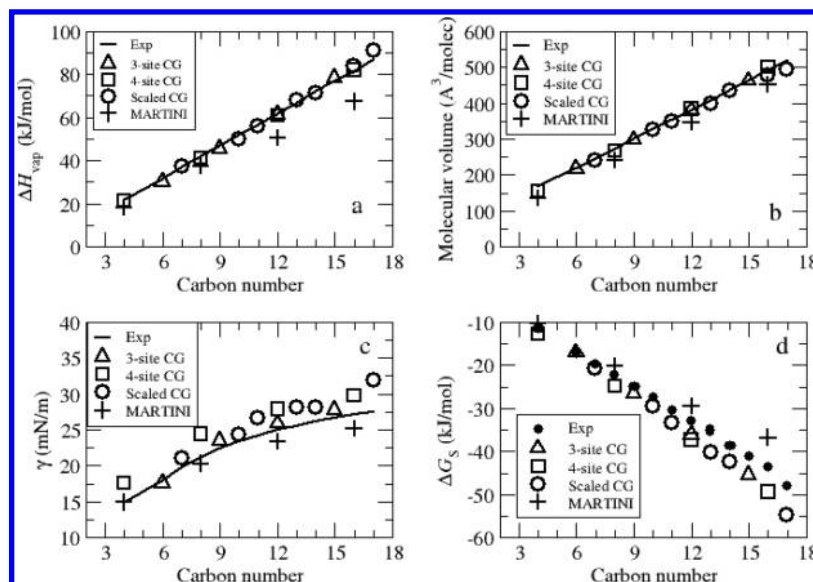 ΔHvap (kJ/mol)
100
80
60
40
20
0
Exp
3-site CG
4-site CG
Scaled CG
MARTINI
a
3 6 9 12 15 18
Carbon number
Molecular volume (A^3/molec)
600
500
400
300
200
100
0
Exp
3-site CG
4-site CG
Scaled CG
MARTINI
b
3 6 9 12 15 18
Carbon number
γ (mN/m)
40
35
30
25
20
15
10
Exp
3-site CG
4-site CG
Scaled CG
MARTINI
c
3 6 9 12 15 18
Carbon number
ΔGS (kJ/mol)
-10
-20
-30
-40
-50
-60
d
Exp
3-site CG
4-site CG
Scaled CG
MARTINI
3 6 9 12 15 18
Carbon number